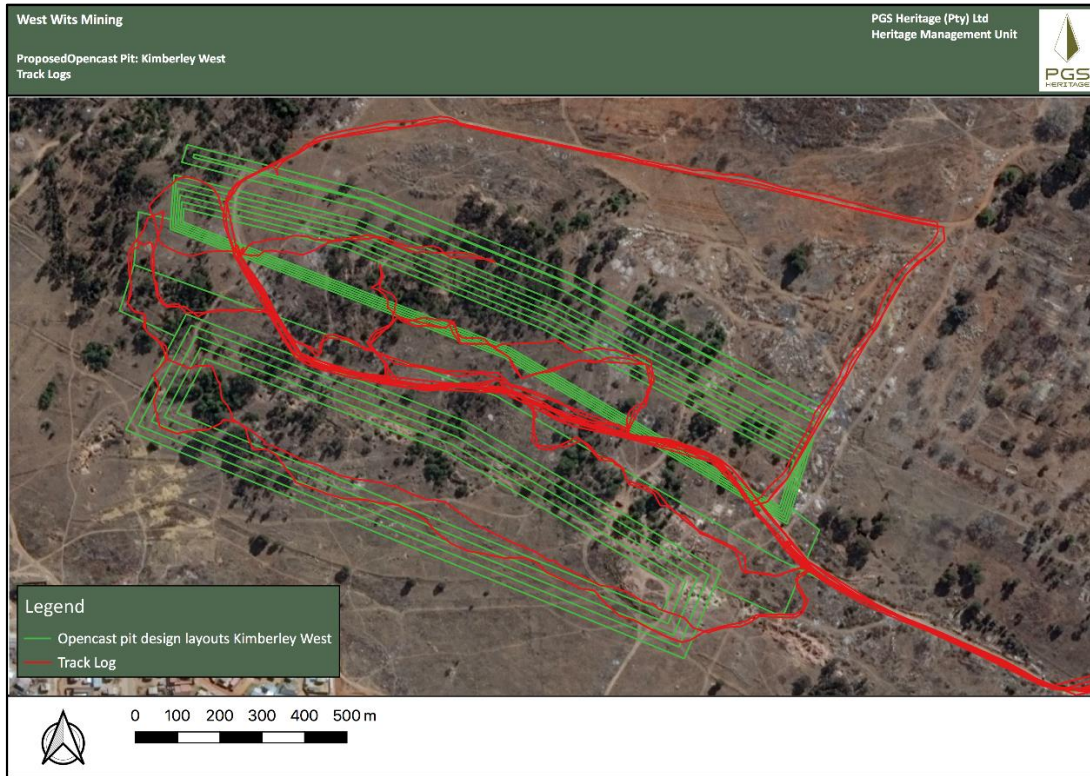 West Wits Mining
ProposedOpencast Pit: Kimberley West
Track Logs
PGS Heritage (Pty) Ltd
Heritage Management Unit
PGS
HERITAGE
Legend
Opencast pit design layouts Kimberley West
Track Log
0 100 200 300 400 500 m